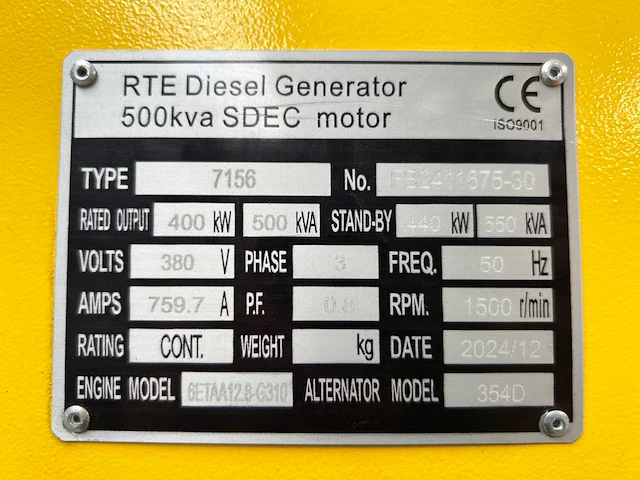 RTE Diesel Generator
500kva SDEC motor
CE
ISO9001
TYPE 7156 No. FB2411675-30
RATED OUTPUT 400 kW 500 kVA STAND-BY 440 kW 550 kVA
VOLTS 380 V PHASE 3 FREQ. 50 Hz
AMPS 759.7 A P.F. 0.8 RPM. 1500 r/min
RATING CONT. WEIGHT kg DATE 2024/12
ENGINE MODEL 6ETAA12.8-G310 ALTERNATOR MODEL 354D